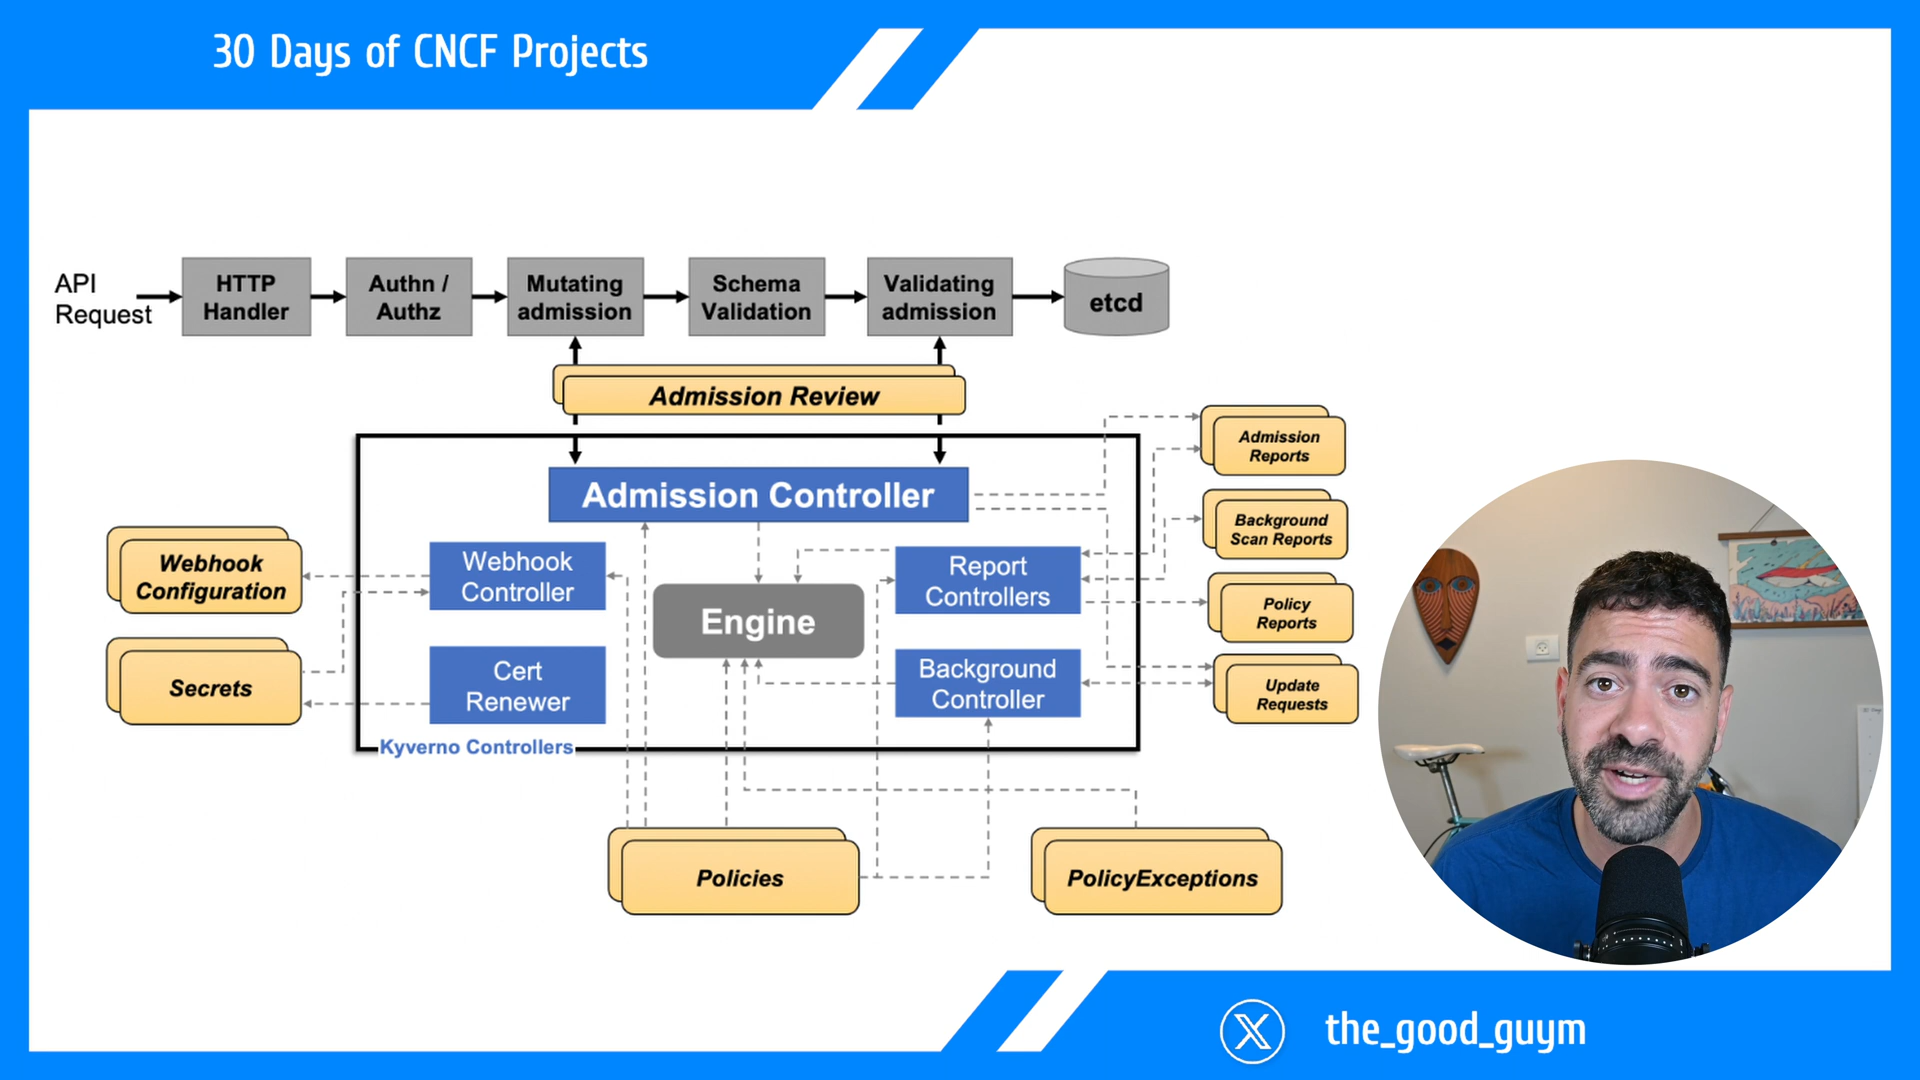 30 Days of CNCF Projects
API
Request
HTTP
Handler
Authn /
Authz
Mutating
admission
Schema
Validation
Validating
admission
etcd
Admission Review
Admission Controller
Admission
Reports
Webhook
Configuration
Webhook
Controller
Engine
Report
Controllers
Background
Scan Reports
Policy
Reports
Secrets
Cert
Renewer
Background
Controller
Update
Requests
Kyverno Controllers
Policies
PolicyExceptions
the_good_guym